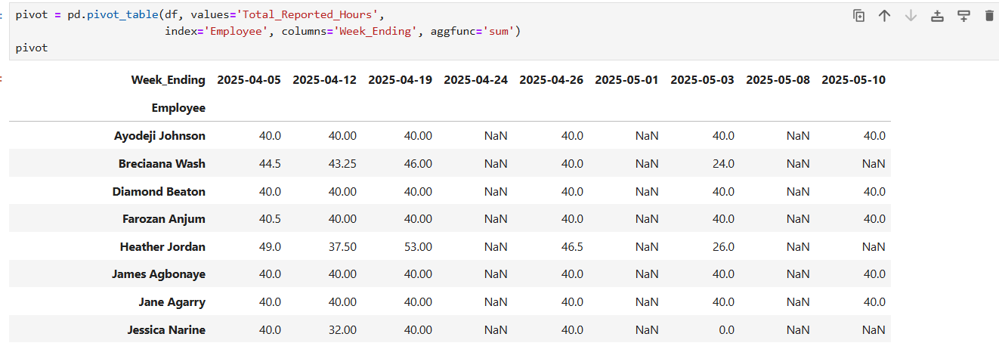 pivot = pd.pivot_table(df, values='Total_Reported_Hours',
index='Employee', columns='Week_Ending', aggfunc='sum')
pivot
Week_Ending 2025-04-05 2025-04-12 2025-04-19 2025-04-24 2025-04-26 2025-05-01 2025-05-03 2025-05-08 2025-05-10
Employee
Ayodeji Johnson 40.0 40.00 40.00 NaN 40.0 NaN 40.0 NaN 40.0
Breciaana Wash 44.5 43.25 46.00 NaN 40.0 NaN 24.0 NaN NaN
Diamond Beaton 40.0 40.00 40.00 NaN 40.0 NaN 40.0 NaN 40.0
Farozan Anjum 40.5 40.00 40.00 NaN 40.0 NaN 40.0 NaN 40.0
Heather Jordan 49.0 37.50 53.00 NaN 46.5 NaN 26.0 NaN NaN
James Agbonaye 40.0 40.00 40.00 NaN 40.0 NaN 40.0 NaN 40.0
Jane Agarry 40.0 40.00 40.00 NaN 40.0 NaN 40.0 NaN 40.0
Jessica Narine 40.0 32.00 40.00 NaN 40.0 NaN 0.0 NaN NaN